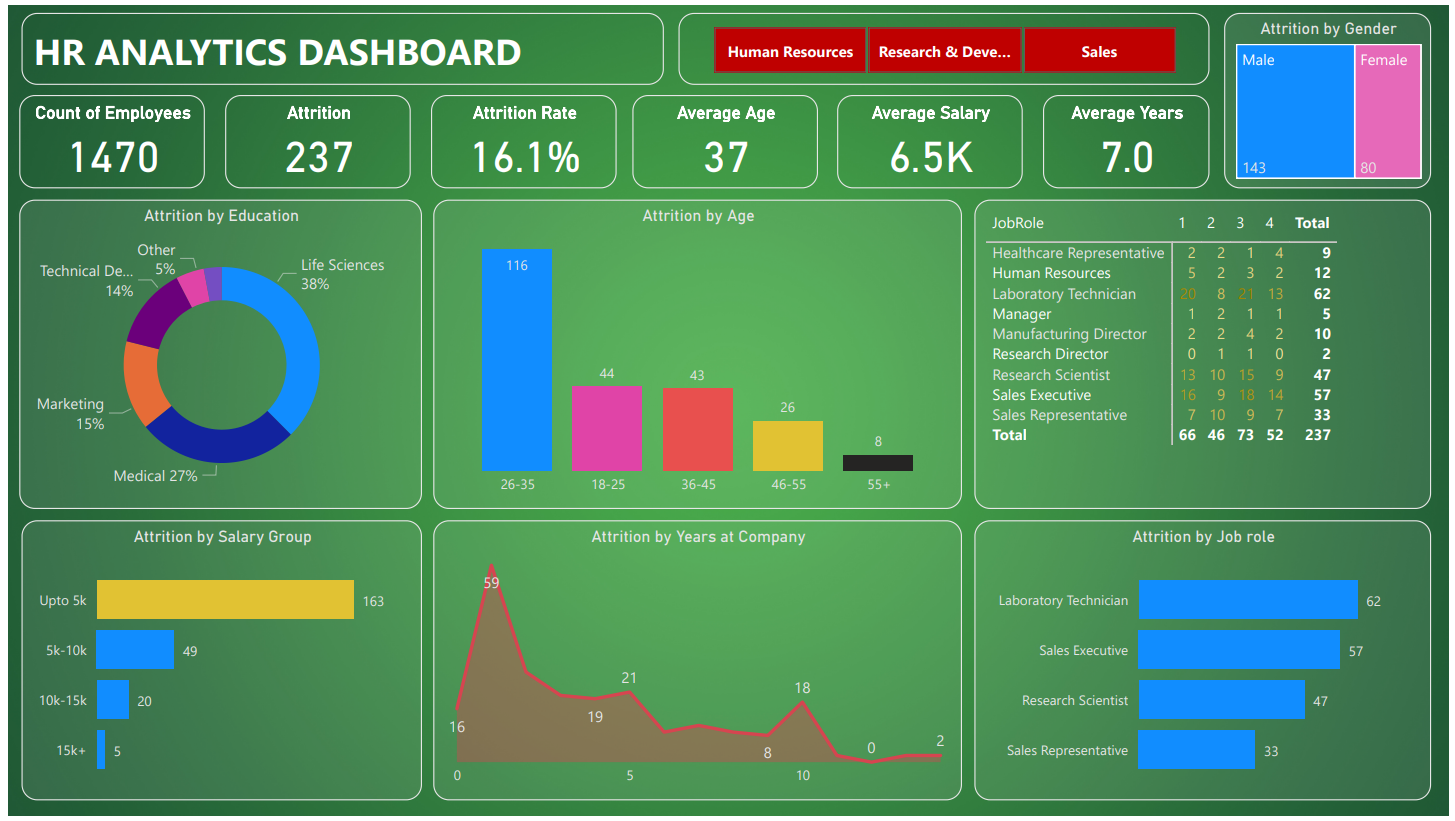 HR ANALYTICS DASHBOARD
Human Resources Research & Deve... Sales
Attrition by Gender
Male Female
143 80
Count of Employees
1470
Attrition
237
Attrition Rate
16.1%
Average Age
37
Average Salary
6.5K
Average Years
7.0
Attrition by Education
Other
5%
Life Sciences
38%
Technical De...
14%
Marketing
15%
Medical 27%
Attrition by Age
116
44
43
26
8
26-35 18-25 36-45 46-55 55+
JobRole 1 2 3 4 Total
Healthcare Representative 2 2 1 4 9
Human Resources 5 2 3 2 12
Laboratory Technician 20 8 21 13 62
Manager 1 2 1 1 5
Manufacturing Director 2 2 4 2 10
Research Director 0 1 1 0 2
Research Scientist 13 10 15 9 47
Sales Executive 16 9 18 14 57
Sales Representative 7 10 9 7 33
Total 66 46 73 52 237
Attrition by Salary Group
Upto 5k 163
5k-10k 49
10k-15k 20
15k+ 5
Attrition by Years at Company
59
21
18
19
16
8
0
2
0 5 10
Attrition by Job role
Laboratory Technician 62
Sales Executive 57
Research Scientist 47
Sales Representative 33